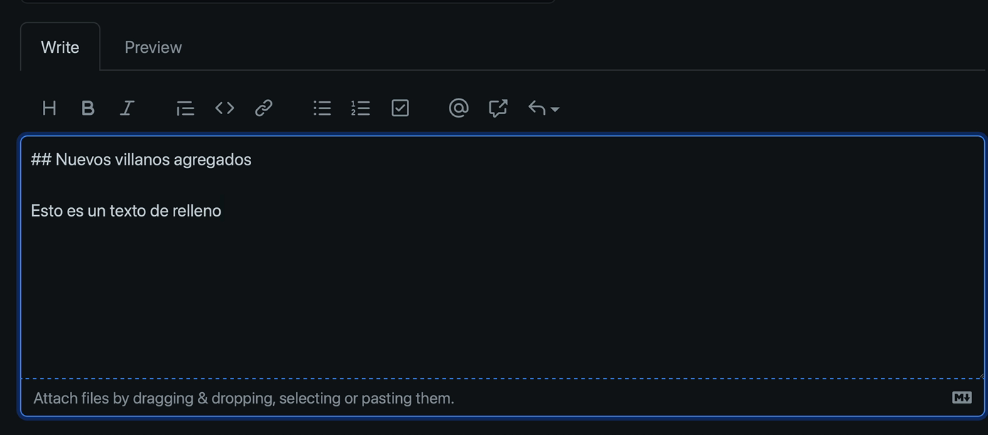 Write Preview
H B I <> @
## Nuevos villanos agregados
Esto es un texto de relleno
Attach files by dragging & dropping, selecting or pasting them. M↓